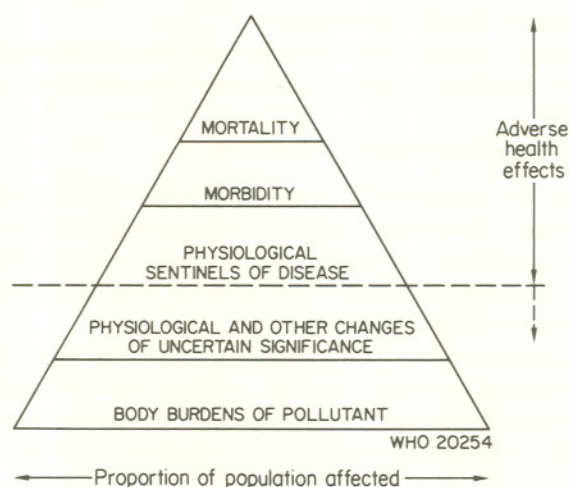 MORTALITY
MORBIDITY
PHYSIOLOGICAL
SENTINELS OF DISEASE
PHYSIOLOGICAL AND OTHER CHANGES
OF UNCERTAIN SIGNIFICANCE
BODY BURDENS OF POLLUTANT
Adverse
health
effects
WHO 20254
Proportion of population affected